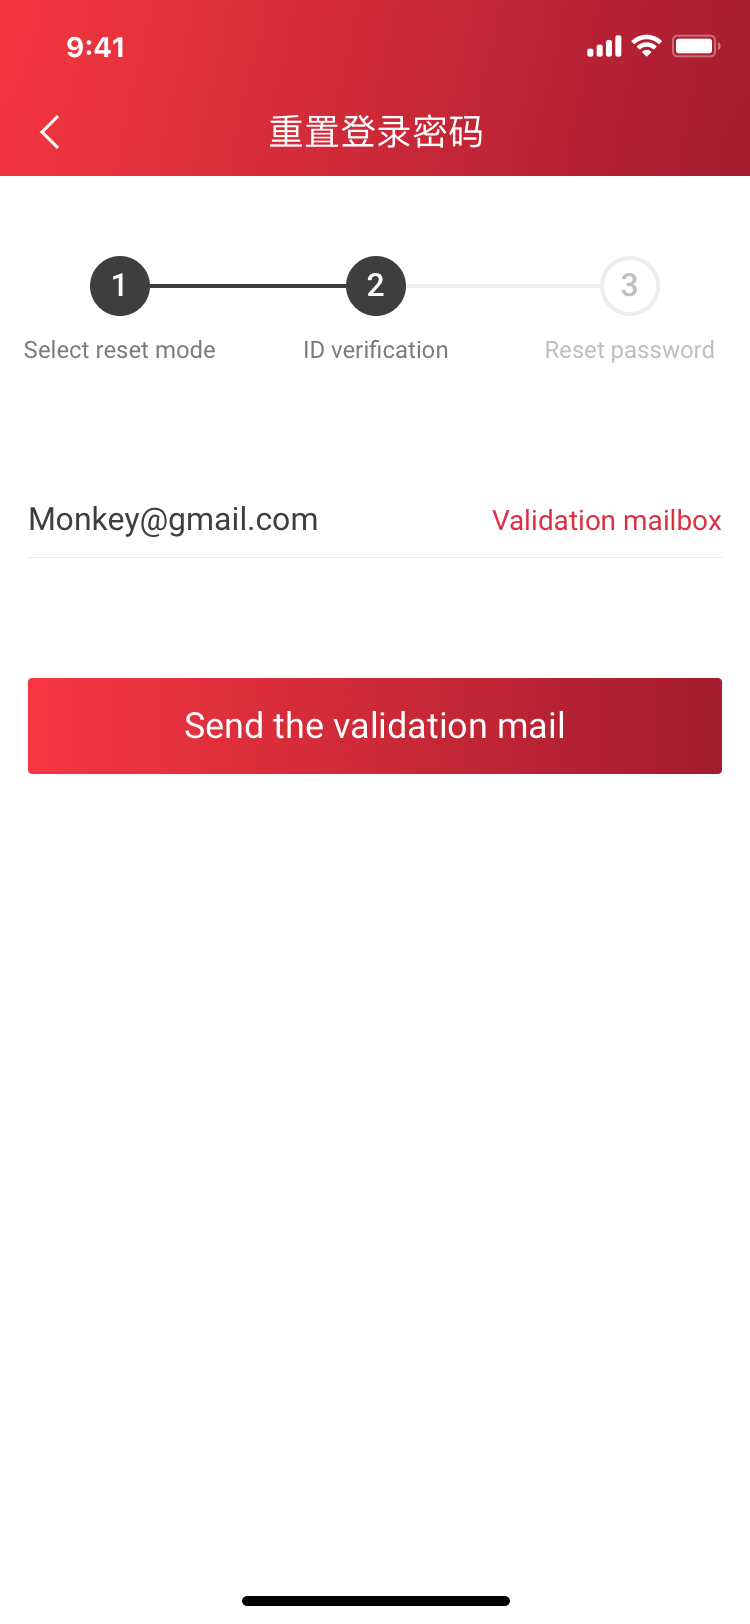 9:41
重置登录密码
1 2 3
Select reset mode ID verification Reset password
Monkey@gmail.com Validation mailbox
Send the validation mail